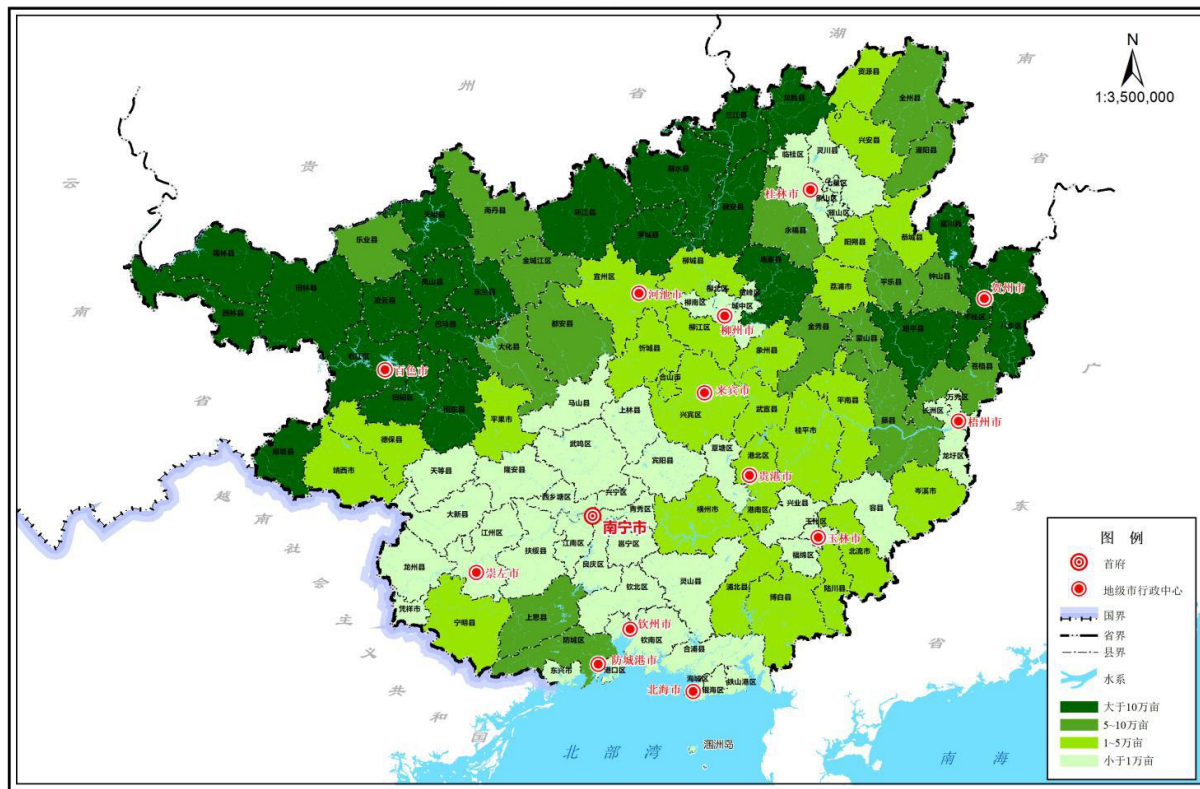 N
1:3,500,000
湖
南
省
贵
州
省
云
南
省
广
东
省
越
南
社
会
主
义
共
和
国
资源县
全州县
兴安县
灌阳县
龙胜县
三江县
临桂区
灵川县
七星区
象山区
雁山区
桂林市
融水县
融安县
永福县
阳朔县
恭城县
富川县
南丹县
环江县
罗城县
天峨县
乐业县
金城江区
宜州区
柳城县
鹿寨县
荔浦市
平乐县
钟山县
贺州市
平桂区
八步区
隆林县
田林县
西林县
凌云县
凤山县
东兰县
巴马县
河池市
柳北区
鱼峰区
柳南区
城中区
柳州市
柳江区
都安县
大化县
忻城县
象州县
金秀县
蒙山县
昭平县
苍梧县
右江区
百色市
田阳区
田东县
平果市
合山市
来宾市
兴宾区
武宣县
平南县
桂平市
藤县
万秀区
长洲区
梧州市
龙圩区
马山县
上林县
那坡县
靖西市
德保县
天等县
隆安县
武鸣区
宾阳县
覃塘区
港北区
贵港市
港南区
岑溪市
容县
兴业县
玉州区
玉林市
福绵区
北流市
陆川县
博白县
大新县
西乡塘区
兴宁区
青秀区
南宁市
横州市
江州区
扶绥县
江南区
邕宁区
良庆区
龙州县
崇左市
凭祥市
宁明县
上思县
钦北区
灵山县
浦北县
钦州市
钦南区
防城区
防城港市
东兴市
港口区
合浦县
海城区
铁山港区
北海市
银海区
涠洲岛
北部湾
南海
图例
首府
地级市行政中心
国界
省界
县界
水系
大于10万亩
5~10万亩
1~5万亩
小于1万亩